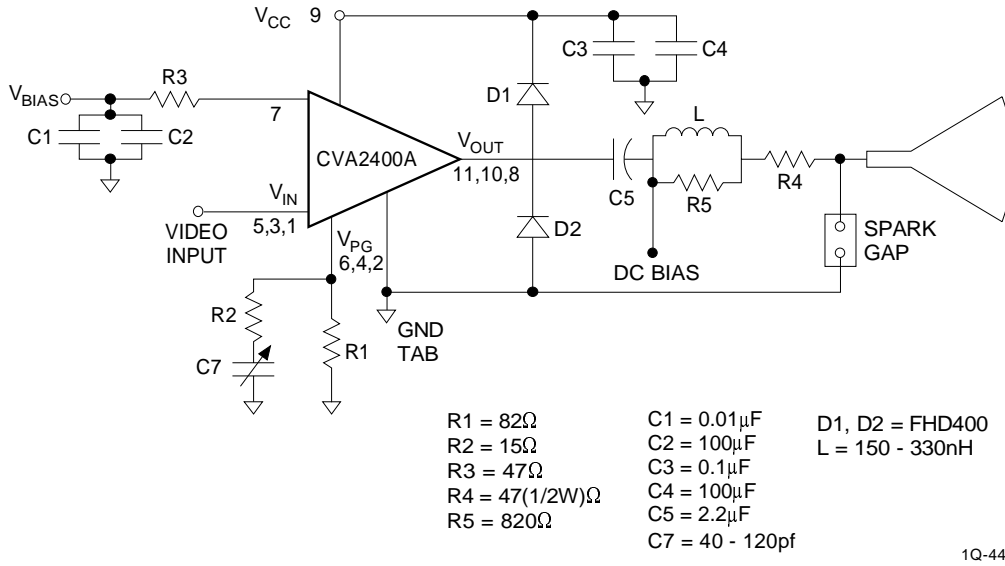 V_CC 9
V_BIAS
R3
C1
C2
7
CVA2400A
V_IN
5,3,1
VIDEO
INPUT
V_PG
6,4,2
V_OUT
11,10,8
D1
D2
C3
C4
C5
L
R5
R4
DC BIAS
SPARK
GAP
GND
TAB
R2
C7
R1
R1 = 82Ω
R2 = 15Ω
R3 = 47Ω
R4 = 47(1/2W)Ω
R5 = 820Ω
C1 = 0.01μF
C2 = 100μF
C3 = 0.1μF
C4 = 100μF
C5 = 2.2μF
C7 = 40 - 120pf
D1, D2 = FHD400
L = 150 - 330nH
1Q-44